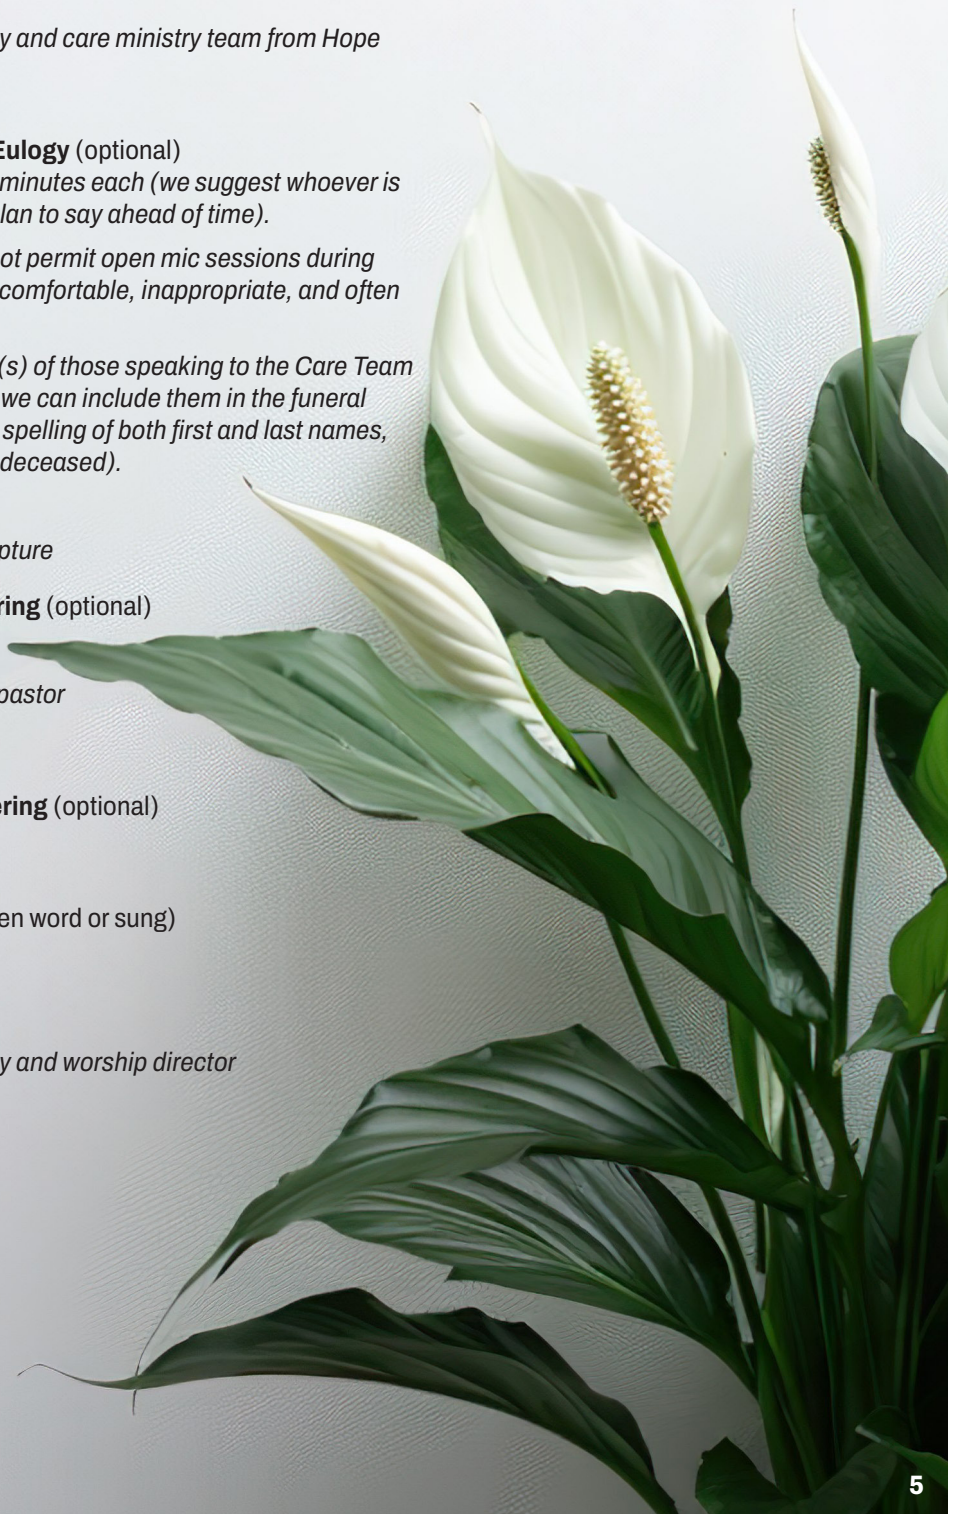 y and care ministry team from Hope
Eulogy (optional)
minutes each (we suggest whoever is
lan to say ahead of time).
ot permit open mic sessions during
comfortable, inappropriate, and often
(s) of those speaking to the Care Team
we can include them in the funeral
spelling of both first and last names,
deceased).
pture
ring (optional)
pastor
ering (optional)
en word or sung)
y and worship director
5